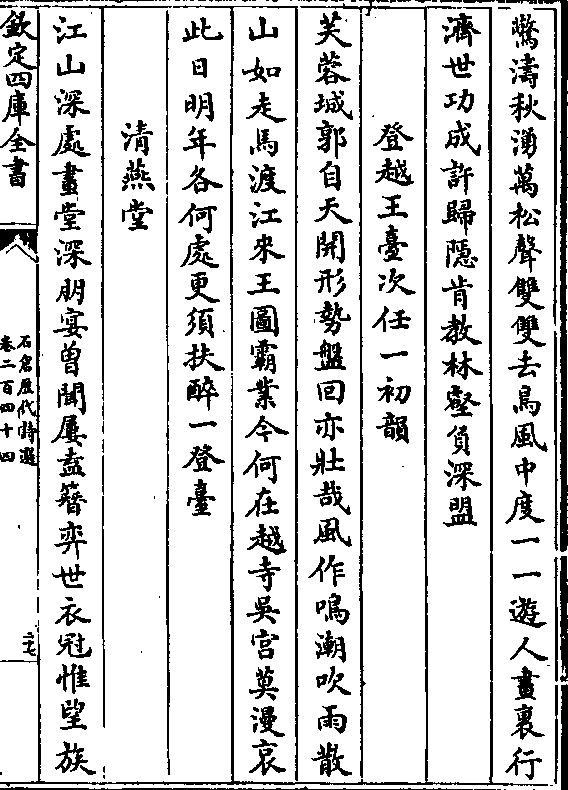 驚濤秋湧萬松聲雙雙去鳥風中度一一遊人畫裏行
濟世功成許歸隱肯教林壑負深盟
登越王臺次任一初韻
芙蓉城郭自天開形勢盤回亦壯哉風作鳴潮吹雨散
山如走馬渡江來王圖霸業今何在越寺吳宫莫漫哀
此日明年各何處更須扶醉一登臺
清燕堂
江山深處畫堂深朋宴曽聞屢盍簮弈世衣冠惟望族
欽定四庫全書
石倉歷代詩選
卷二百四十四
二七